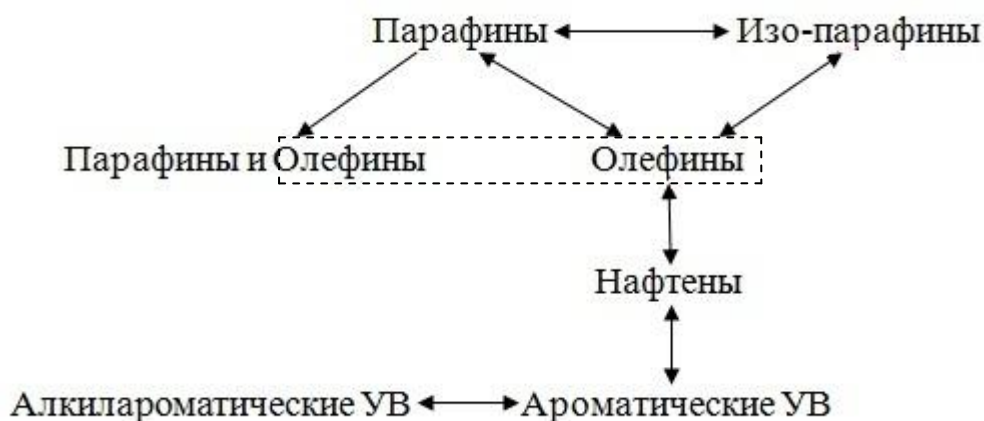 Парафины Изо-парафины
Парафины и Олефины Олефины
Нафтены
Алкилароматические УВ Ароматические УВ